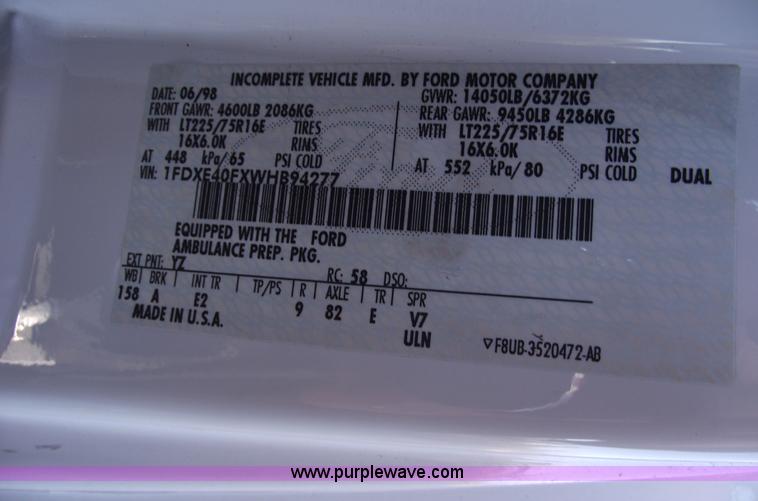 INCOMPLETE VEHICLE MFD. BY FORD MOTOR COMPANY
DATE: 06/98 GVWR: 14050LB/6372KG
FRONT GAWR: 4600LB 2086KG REAR GAWR: 9450LB 4286KG
WITH LT225/75R16E TIRES WITH LT225/75R16E TIRES
16X6.0K RIMS 16X6.0K RIMS
AT 448 kPa/65 PSI COLD AT 552 kPa/80 PSI COLD DUAL
VIN: 1FDXE40FXWHB94277
EQUIPPED WITH THE FORD
AMBULANCE PREP. PKG.
EXT PNT: YZ RC: 58 DSO:
WB BRK INT TR TP/PS R AXLE TR SPR
158 A E2 9 82 E V7
MADE IN U.S.A. ULN
▽F8UB-3520472-AB
www.purplewave.com